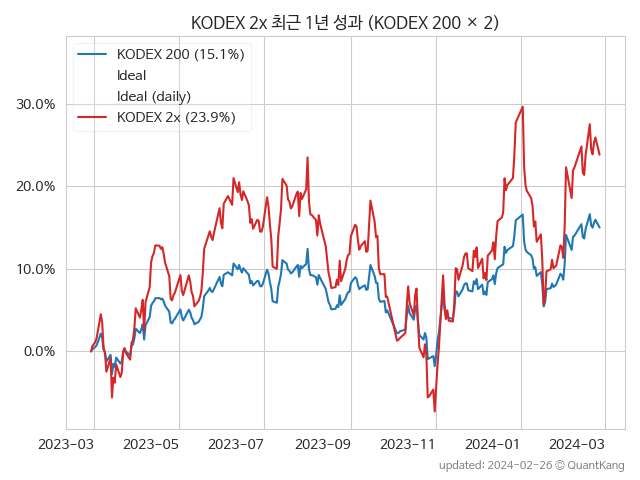 KODEX 2x 최근 1년 성과 (KODEX 200 × 2)
KODEX 200 (15.1%)
Ideal
Ideal (daily)
KODEX 2x (23.9%)
30.0%
20.0%
10.0%
0.0%
2023-03 2023-05 2023-07 2023-09 2023-11 2024-01 2024-03
updated: 2024-02-26 © QuantKang